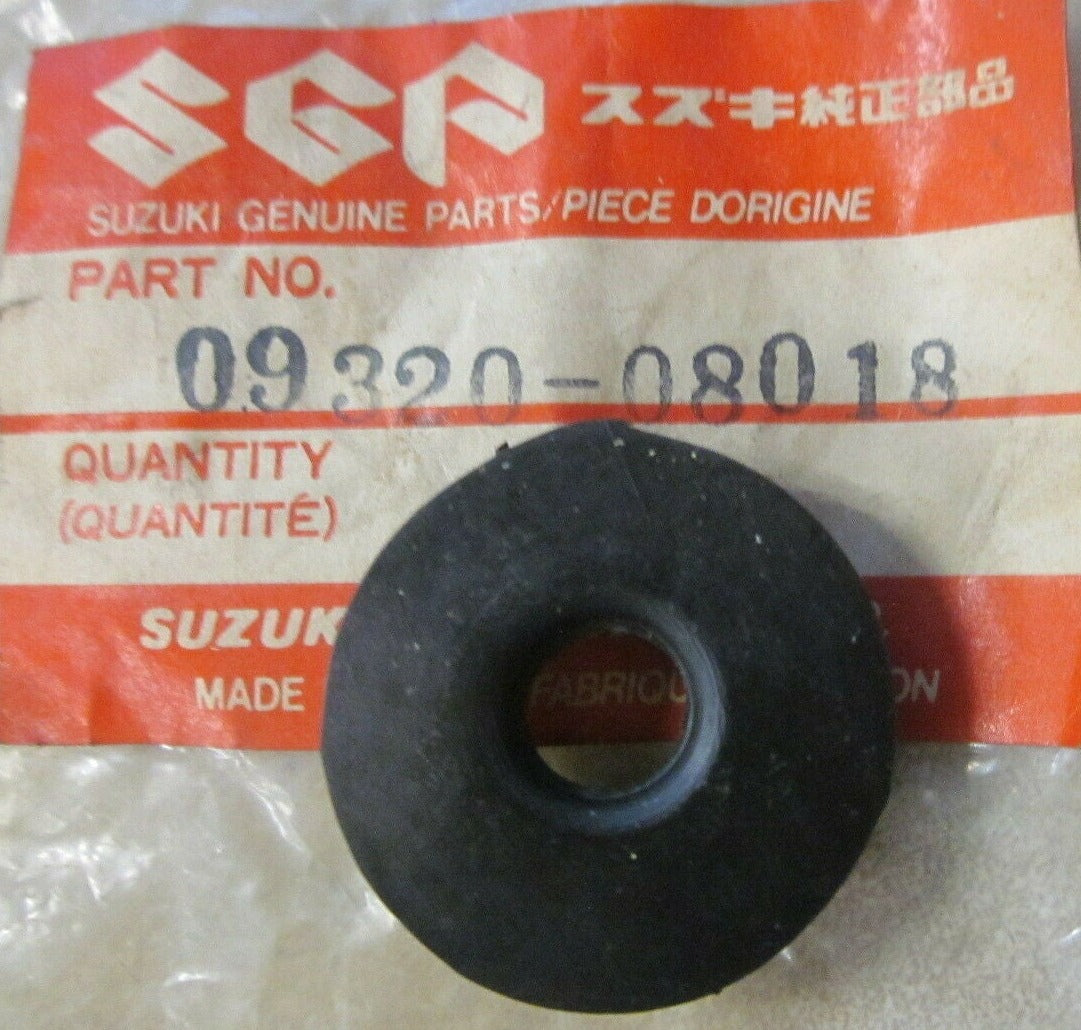 SGP スズキ純正部品
SUZUKI GENUINE PARTS/PIECE DORIGINE
PART NO.
09320-08018
QUANTITY
(QUANTITÉ)
SUZUK
MADE FABRIQU ON